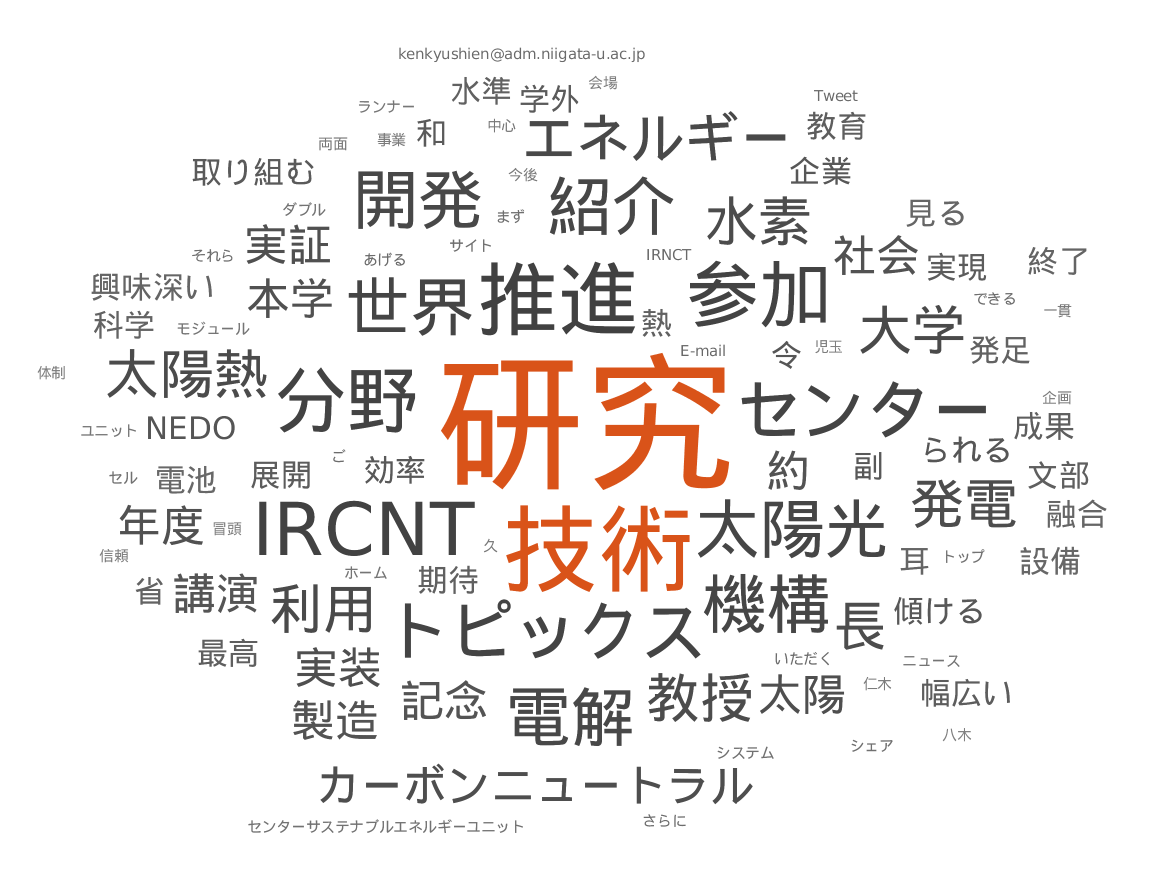 kenkyushien@adm.niigata-u.ac.jp
水準 学外 会場
ランナー Tweet
両面 事業 和 中心 エネルギー 教育
取り組む 開発 今後 紹介 企業
ダブル まず 水素 見る
それら 実証 あげる サイト IRNCT 社会 実現 終了
興味深い 本学 世界 推進 参加 できる
科学 モジュール 熱 大学 一貫
E-mail 令 児玉 発足
体制 太陽熱 分野 研究 センター 企画
ユニット NEDO 成果
セル 電池 展開 ご 効率 約 副 られる 文部
年度 冒頭 IRCNT 久 技術 太陽光 発電 融合
信頼 ホーム 期待 耳 トップ 設備
省 講演 利用 トピックス 機構 長 傾ける
最高 実装 いただく ニュース
製造 記念 電解 教授 太陽 仁木 幅広い
システム シェア 八木
カーボンニュートラル
センターサステナブルエネルギーユニット さらに